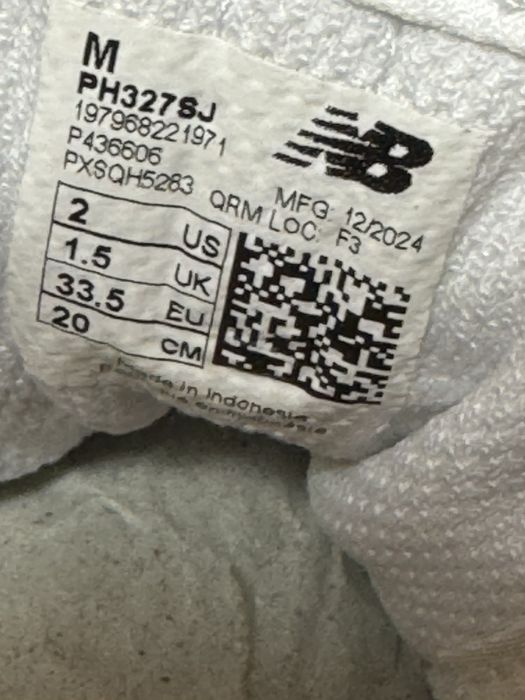 M
PH327SJ
197968221971
P436606
PXSQH5283
NB
MFG: 12/2024
QRM LOC: F3
2 US
1.5 UK
33.5 EU
20 CM
Made in Indonesia